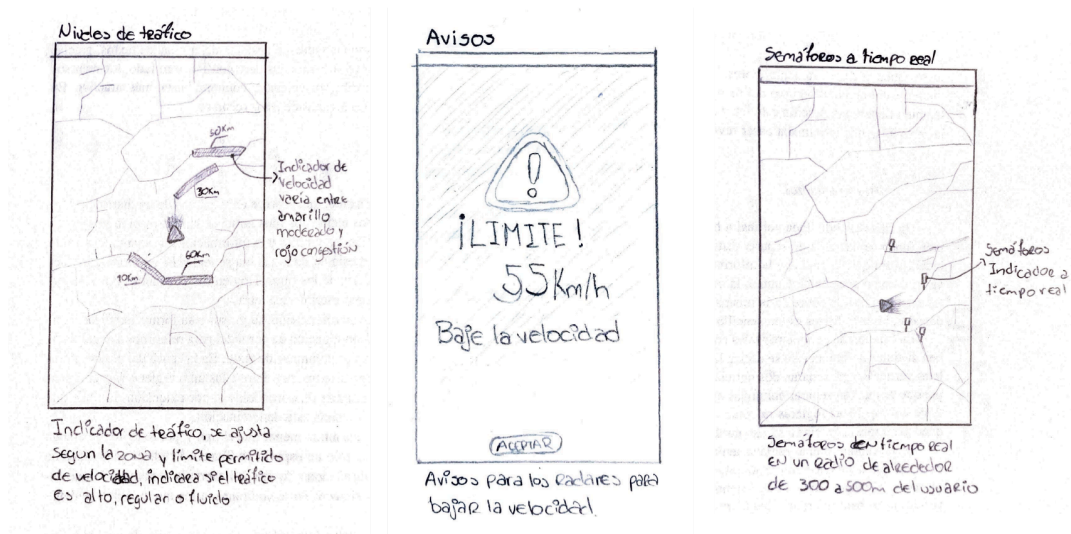 Niveles de tráfico
50Km
30Km
60Km
40Km
Indicador de
velocidad
varía entre
amarillo
moderado y
rojo congestión
Indicador de tráfico, se ajusta
segun la zona y límite permitido
de velocidad, indicara si el tráfico
es alto, regular o fluido
Avisos
¡LIMITE!
55Km/h
Baje la velocidad
ACEPTAR
Avisos para los radares para
bajar la velocidad.
Semáforos a tiempo real
Semáforos
Indicador a
tiempo real
Semáforos en tiempo real
en un radio de alrededor
de 300 a 500m del usuario